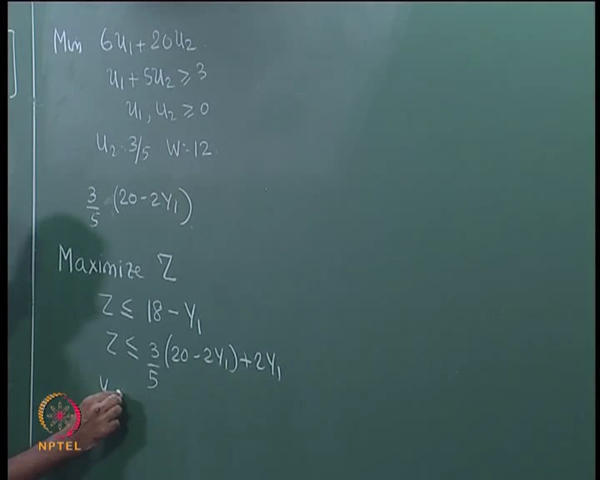 Min 6u₁ + 20u₂
u₁ + 5u₂ ≥ 3
u₁, u₂ ≥ 0
u₂ = 3/5 W = 12
3/5 (20 - 2Y₁)
Maximize Z
Z ≤ 18 - Y₁
Z ≤ 3/5 (20 - 2Y₁) + 2Y₁
NPTEL